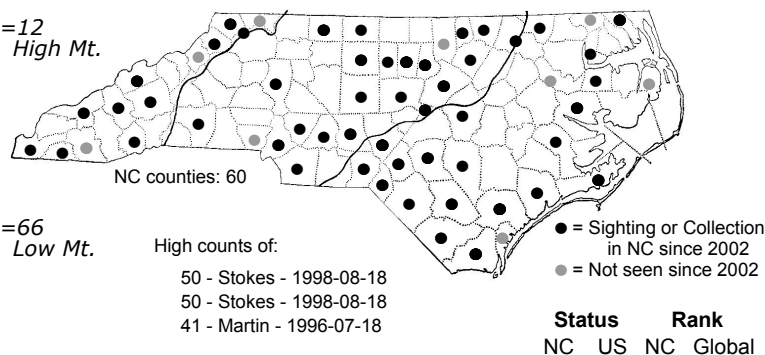 =12
High Mt.
NC counties: 60
=66
Low Mt.
High counts of:
50 - Stokes - 1998-08-18
50 - Stokes - 1998-08-18
41 - Martin - 1996-07-18
= Sighting or Collection
in NC since 2002
= Not seen since 2002
Status Rank
NC US NC Global